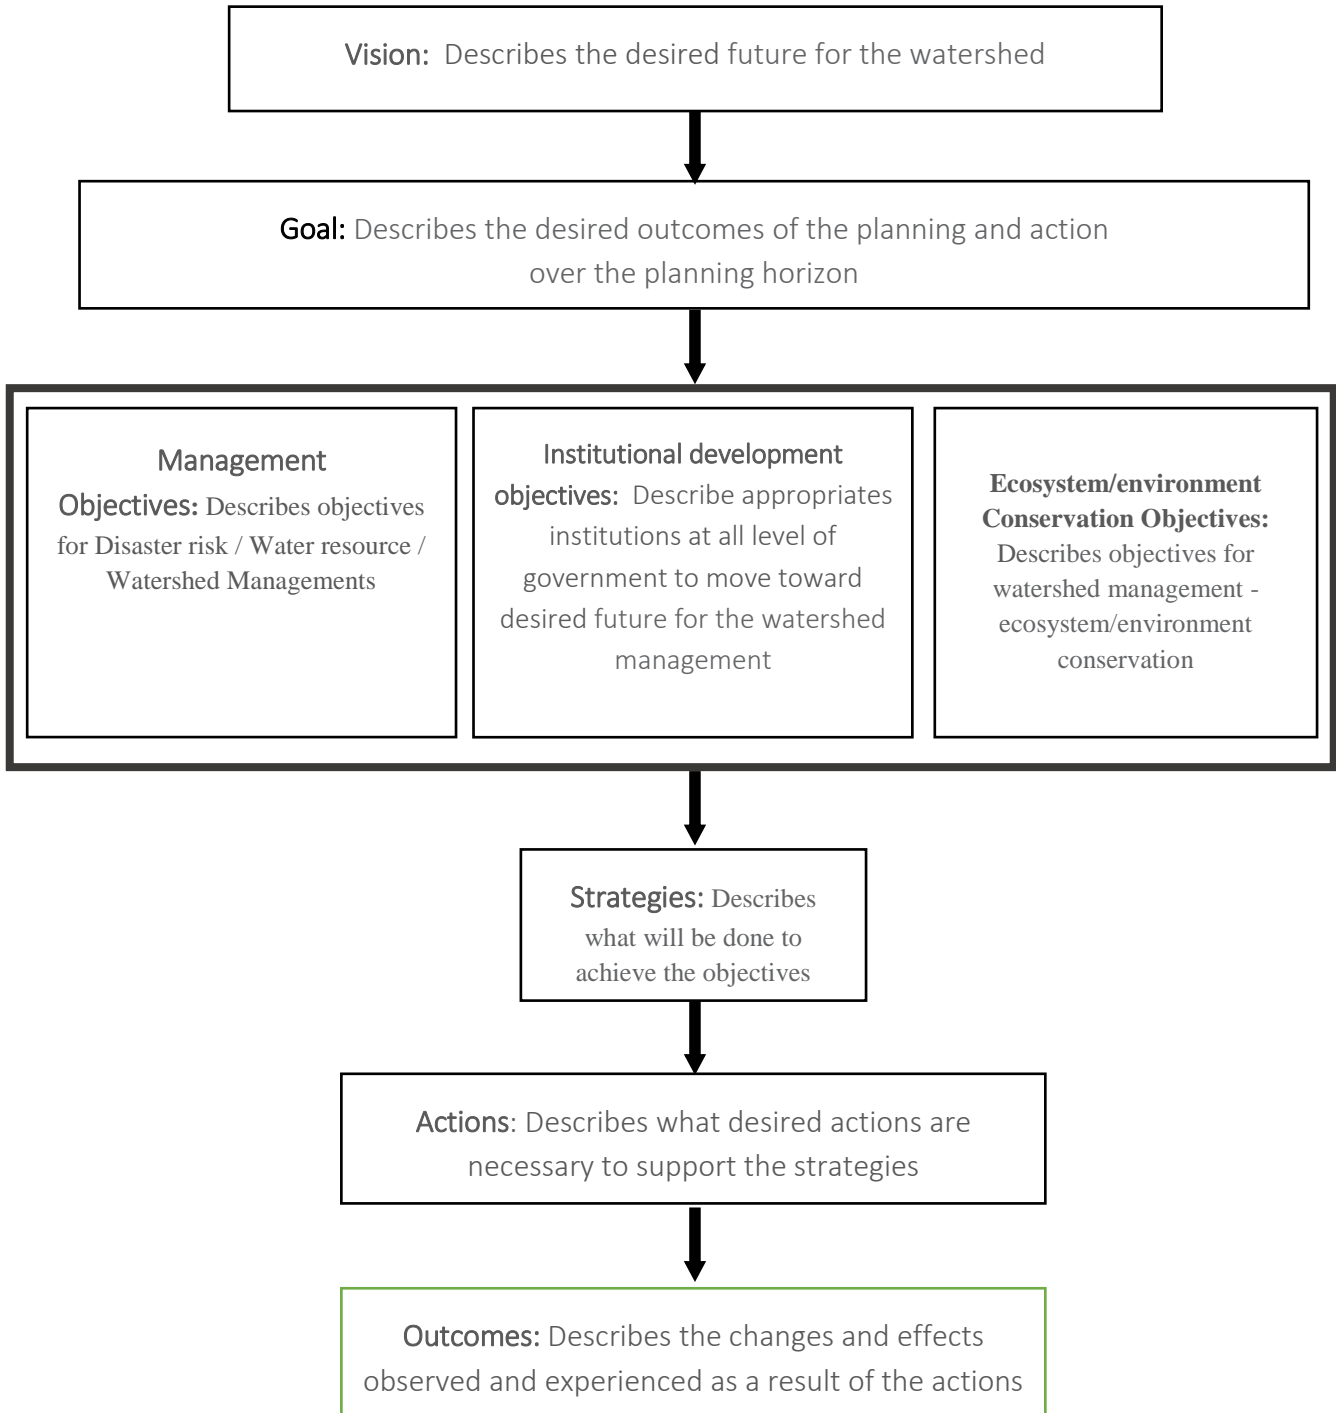 Vision: Describes the desired future for the watershed
Goal: Describes the desired outcomes of the planning and action
over the planning horizon
Management
Objectives: Describes objectives
for Disaster risk / Water resource /
Watershed Managements
Institutional development
objectives: Describe appropriates
institutions at all level of
government to move toward
desired future for the watershed
management
Ecosystem/environment
Conservation Objectives:
Describes objectives for
watershed management -
ecosystem/environment
conservation
Strategies: Describes
what will be done to
achieve the objectives
Actions: Describes what desired actions are
necessary to support the strategies
Outcomes: Describes the changes and effects
observed and experienced as a result of the actions